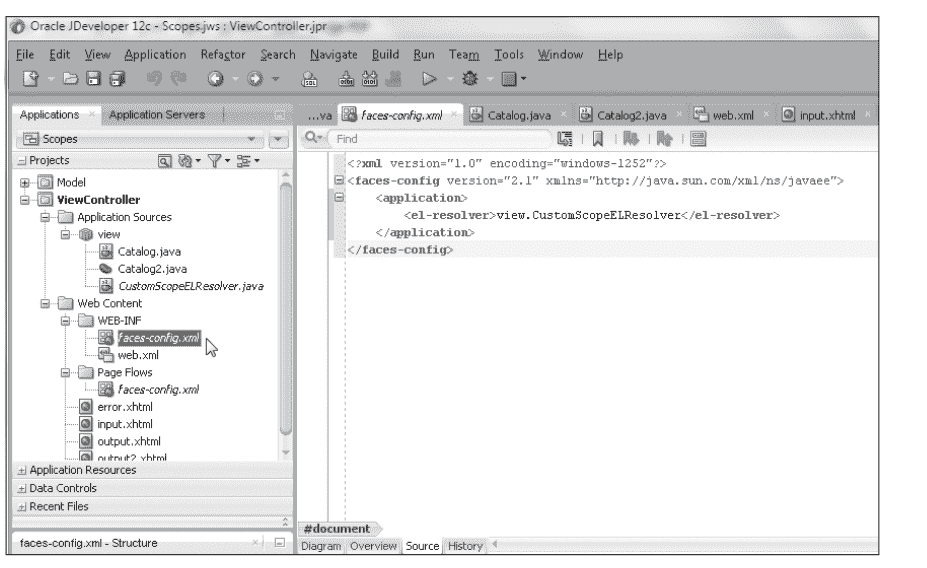 Oracle JDeveloper 12c - Scopes.jws : ViewController.jpr
File Edit View Application Refactor Search Navigate Build Run Team Tools Window Help
Applications Application Servers
...va faces-config.xml Catalog.java Catalog2.java web.xml input.xhtml
Scopes
Find
Projects
Model
ViewController
Application Sources
view
Catalog.java
Catalog2.java
CustomScopeELResolver.java
Web Content
WEB-INF
faces-config.xml
web.xml
Page Flows
faces-config.xml
error.xhtml
input.xhtml
output.xhtml
output2.xhtml
Application Resources
Data Controls
Recent Files
faces-config.xml - Structure
<?xml version="1.0" encoding="windows-1252"?>
<faces-config version="2.1" xmlns="http://java.sun.com/xml/ns/javaee">
<application>
<el-resolver>view.CustomScopeELResolver</el-resolver>
</application>
</faces-config>
#document
Diagram Overview Source History